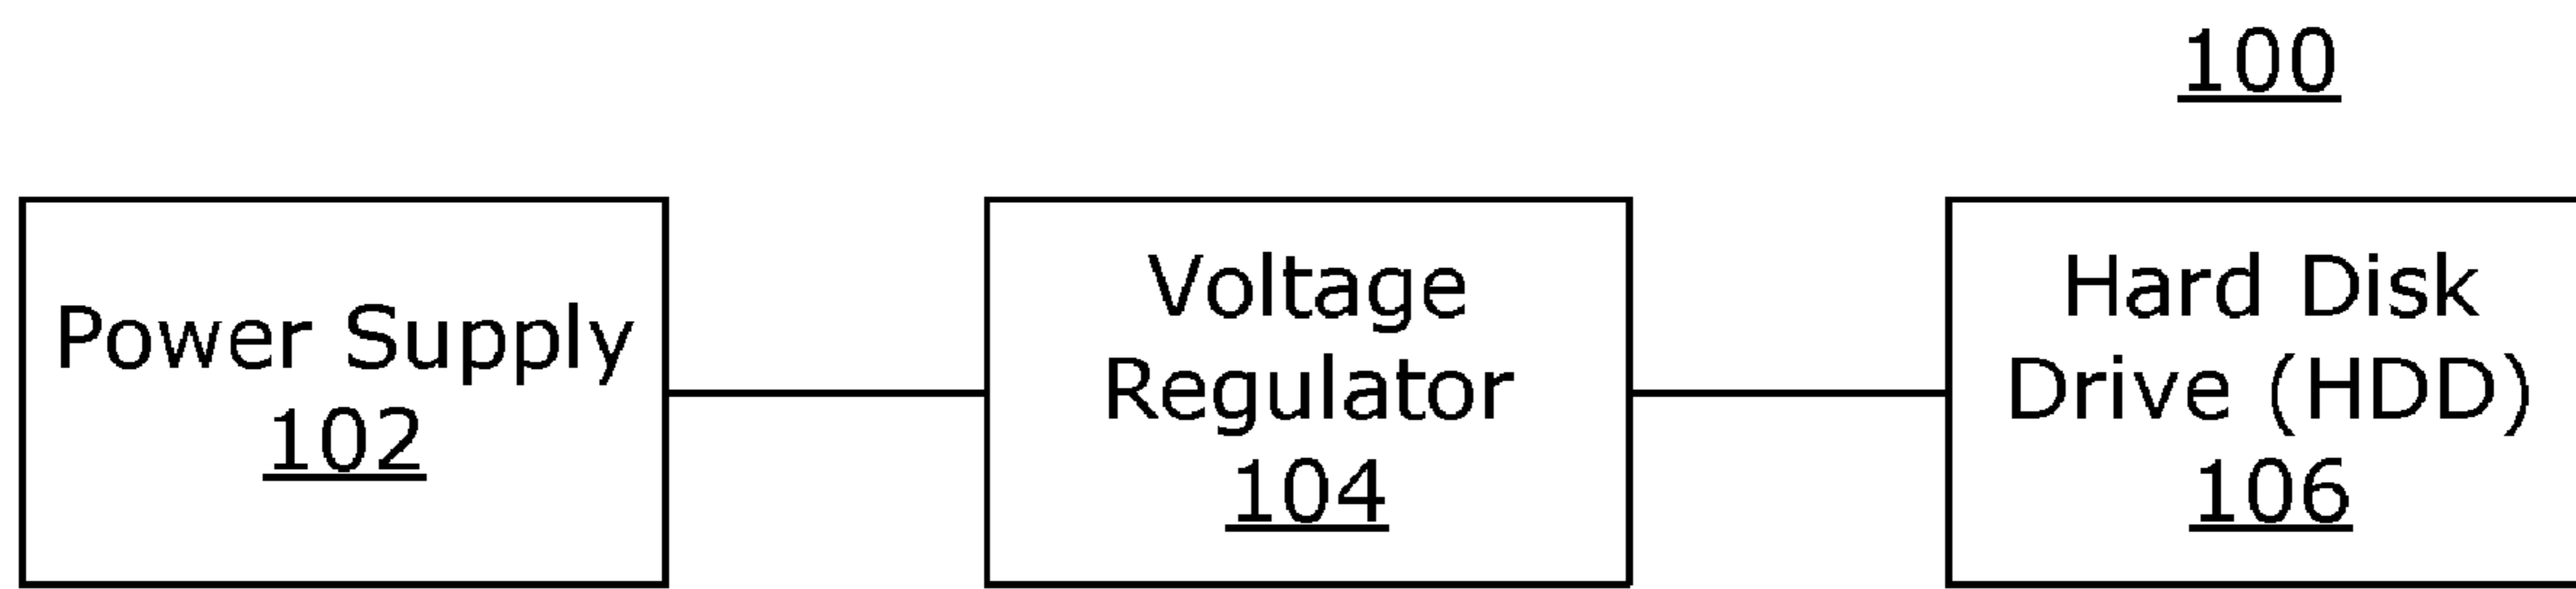 100
Power Supply
102
Voltage
Regulator
104
Hard Disk
Drive (HDD)
106